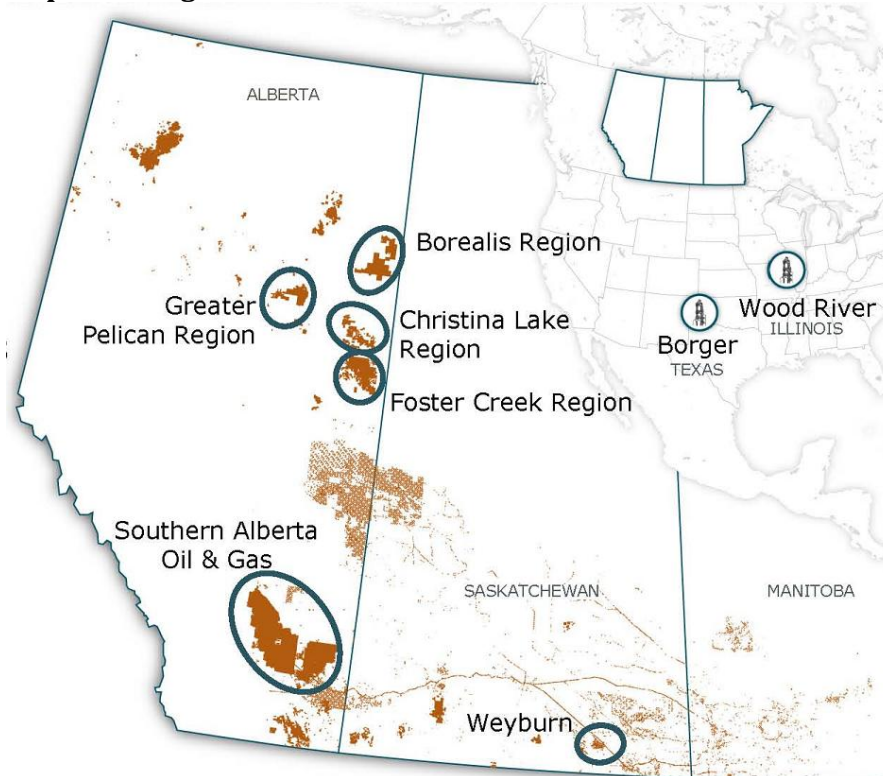 ALBERTA
Borealis Region
Greater
Pelican Region
Christina Lake
Region
Foster Creek Region
Wood River
ILLINOIS
Borger
TEXAS
Southern Alberta
Oil & Gas
SASKATCHEWAN
MANITOBA
Weyburn